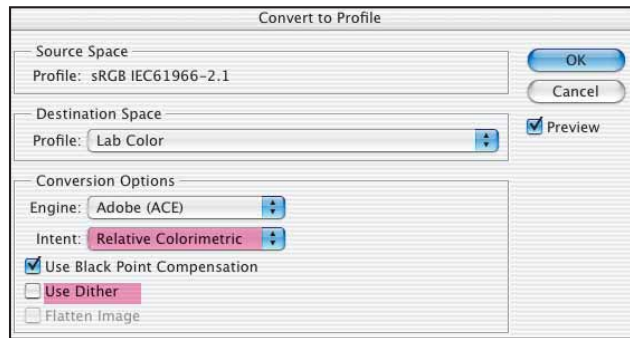 Convert to Profile
Source Space
Profile: sRGB IEC61966-2.1
OK
Cancel
Destination Space
Profile: Lab Color
Preview
Conversion Options
Engine: Adobe (ACE)
Intent: Relative Colorimetric
Use Black Point Compensation
Use Dither
Flatten Image